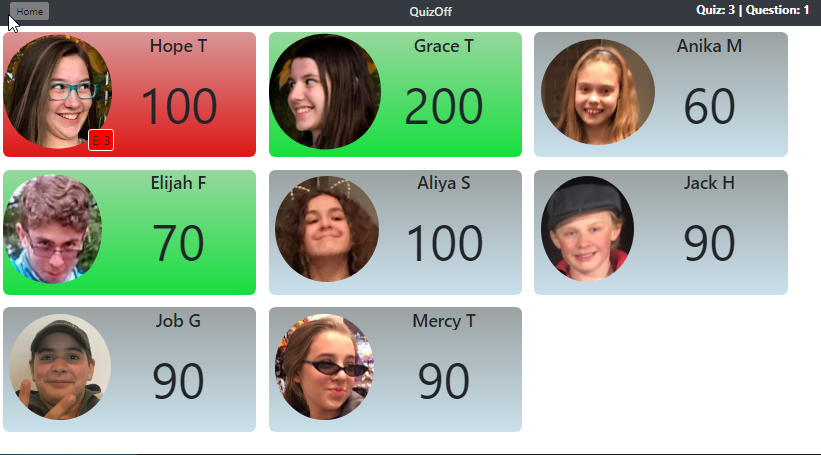 Home
QuizOff
Quiz: 3 | Question: 1
Hope T
100
E: 3
Grace T
200
Anika M
60
Elijah F
70
Aliya S
100
Jack H
90
Job G
90
Mercy T
90